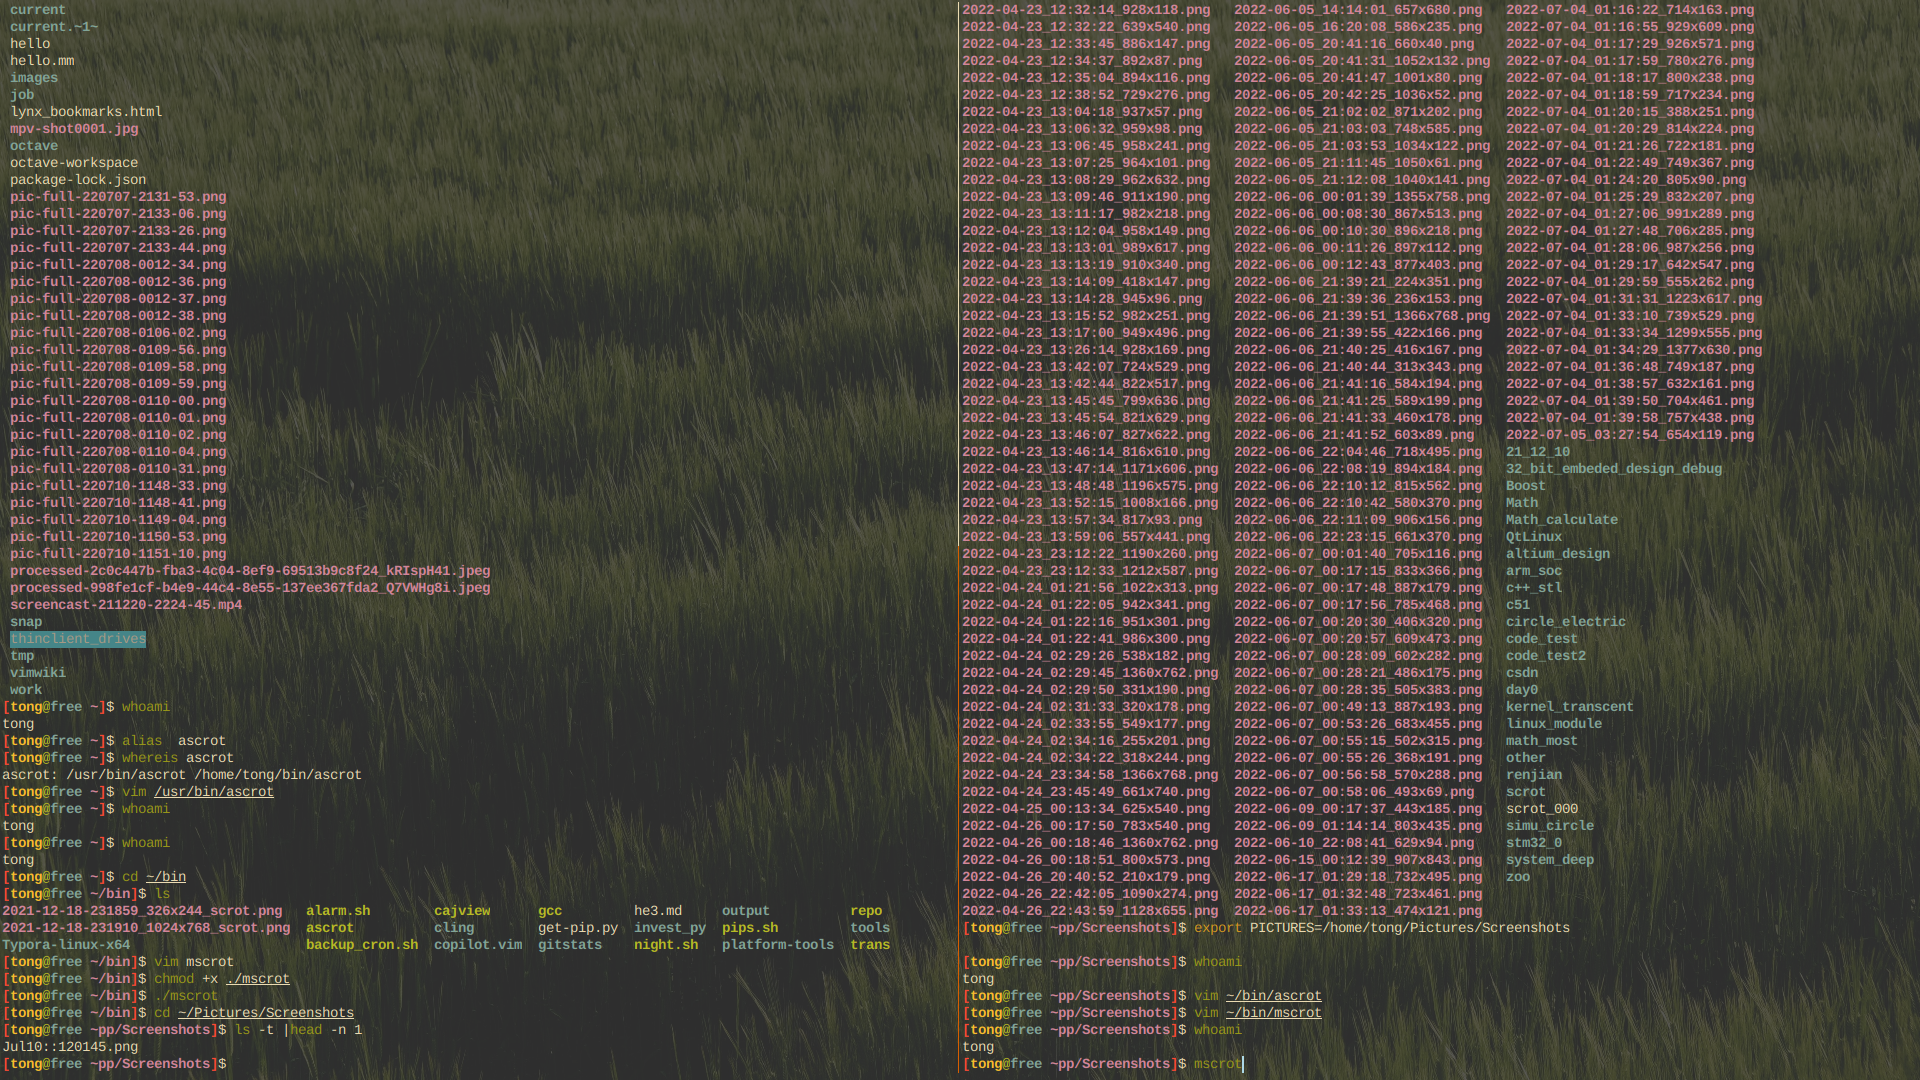 current
current.~1~
hello
hello.mm
images
job
lynx_bookmarks.html
mpv-shot0001.jpg
octave
octave-workspace
package-lock.json
pic-full-220707-2131-53.png
pic-full-220707-2133-06.png
pic-full-220707-2133-26.png
pic-full-220707-2133-44.png
pic-full-220708-0012-34.png
pic-full-220708-0012-36.png
pic-full-220708-0012-37.png
pic-full-220708-0012-38.png
pic-full-220708-0106-02.png
pic-full-220708-0109-56.png
pic-full-220708-0109-58.png
pic-full-220708-0109-59.png
pic-full-220708-0110-00.png
pic-full-220708-0110-01.png
pic-full-220708-0110-02.png
pic-full-220708-0110-04.png
pic-full-220708-0110-31.png
pic-full-220710-1148-33.png
pic-full-220710-1148-41.png
pic-full-220710-1149-04.png
pic-full-220710-1150-53.png
pic-full-220710-1151-10.png
processed-2c0c447b-fba3-4c04-8ef9-69513b9c8f24_kRIspH41.jpeg
processed-998fe1cf-b4e9-44c4-8e55-137ee367fda2_Q7VWHg8i.jpeg
screencast-211220-2224-45.mp4
snap
thinclient_drives
tmp
vimwiki
work
[tong@free ~]$ whoami
tong
[tong@free ~]$ alias  ascrot
[tong@free ~]$ whereis ascrot
ascrot: /usr/bin/ascrot /home/tong/bin/ascrot
[tong@free ~]$ vim /usr/bin/ascrot
[tong@free ~]$ whoami
tong
[tong@free ~]$ whoami
tong
[tong@free ~]$ cd ~/bin
[tong@free ~/bin]$ ls
2021-12-18-231859_326x244_scrot.png  alarm.sh  cajview  gcc  he3.md  output  repo
2021-12-18-231910_1024x768_scrot.png  ascrot  cling  get-pip.py  invest_py  pips.sh  tools
Typora-linux-x64  backup_cron.sh  copilot.vim  gitstats  night.sh  platform-tools  trans
[tong@free ~/bin]$ vim mscrot
[tong@free ~/bin]$ chmod +x ./mscrot
[tong@free ~/bin]$ ./mscrot
[tong@free ~/bin]$ cd ~/Pictures/Screenshots
[tong@free ~pp/Screenshots]$ ls -t |head -n 1
Jul10::120145.png
[tong@free ~pp/Screenshots]$
2022-04-23_12:32:14_928x118.png  2022-06-05_14:14:01_657x680.png  2022-07-04_01:16:22_714x163.png
2022-04-23_12:32:22_639x540.png  2022-06-05_16:20:08_586x235.png  2022-07-04_01:16:55_929x609.png
2022-04-23_12:33:45_886x147.png  2022-06-05_20:41:16_660x40.png  2022-07-04_01:17:29_926x571.png
2022-04-23_12:34:37_892x87.png  2022-06-05_20:41:31_1052x132.png  2022-07-04_01:17:59_780x276.png
2022-04-23_12:35:04_894x116.png  2022-06-05_20:41:47_1001x80.png  2022-07-04_01:18:17_800x238.png
2022-04-23_12:38:52_729x276.png  2022-06-05_20:42:25_1036x52.png  2022-07-04_01:18:59_717x234.png
2022-04-23_13:04:18_937x57.png  2022-06-05_21:02:02_871x202.png  2022-07-04_01:20:15_388x251.png
2022-04-23_13:06:32_959x98.png  2022-06-05_21:03:03_748x585.png  2022-07-04_01:20:29_814x224.png
2022-04-23_13:06:45_958x241.png  2022-06-05_21:03:53_1034x122.png  2022-07-04_01:21:26_722x181.png
2022-04-23_13:07:25_964x101.png  2022-06-05_21:11:45_1050x61.png  2022-07-04_01:22:49_749x367.png
2022-04-23_13:08:29_962x632.png  2022-06-05_21:12:08_1040x141.png  2022-07-04_01:24:20_805x90.png
2022-04-23_13:09:46_911x190.png  2022-06-06_00:01:39_1355x758.png  2022-07-04_01:25:29_832x207.png
2022-04-23_13:11:17_982x218.png  2022-06-06_00:08:30_867x513.png  2022-07-04_01:27:06_991x289.png
2022-04-23_13:12:04_958x149.png  2022-06-06_00:10:30_896x218.png  2022-07-04_01:27:48_706x285.png
2022-04-23_13:13:01_989x617.png  2022-06-06_00:11:26_897x112.png  2022-07-04_01:28:06_987x256.png
2022-04-23_13:13:19_910x340.png  2022-06-06_00:12:43_877x403.png  2022-07-04_01:29:17_642x547.png
2022-04-23_13:14:09_418x147.png  2022-06-06_21:39:21_224x351.png  2022-07-04_01:29:59_555x262.png
2022-04-23_13:14:28_945x96.png  2022-06-06_21:39:36_236x153.png  2022-07-04_01:31:31_1223x617.png
2022-04-23_13:15:52_982x251.png  2022-06-06_21:39:51_1366x768.png  2022-07-04_01:33:10_739x529.png
2022-04-23_13:17:00_949x496.png  2022-06-06_21:39:55_422x166.png  2022-07-04_01:33:34_1299x555.png
2022-04-23_13:26:14_928x169.png  2022-06-06_21:40:25_416x167.png  2022-07-04_01:34:29_1377x630.png
2022-04-23_13:42:07_724x529.png  2022-06-06_21:40:44_313x343.png  2022-07-04_01:36:48_749x187.png
2022-04-23_13:42:44_822x517.png  2022-06-06_21:41:16_584x194.png  2022-07-04_01:38:57_632x161.png
2022-04-23_13:45:45_799x636.png  2022-06-06_21:41:25_589x199.png  2022-07-04_01:39:50_704x461.png
2022-04-23_13:45:54_821x629.png  2022-06-06_21:41:33_460x178.png  2022-07-04_01:39:58_757x438.png
2022-04-23_13:46:07_827x622.png  2022-06-06_21:41:52_603x89.png  2022-07-05_03:27:54_654x119.png
2022-04-23_13:46:14_816x610.png  2022-06-06_22:04:46_718x495.png  21_12_10
2022-04-23_13:47:14_1171x606.png  2022-06-06_22:08:19_894x184.png  32_bit_embeded_design_debug
2022-04-23_13:48:48_1196x575.png  2022-06-06_22:10:12_815x562.png  Boost
2022-04-23_13:52:15_1008x166.png  2022-06-06_22:10:42_580x370.png  Math
2022-04-23_13:57:34_817x93.png  2022-06-06_22:11:09_906x156.png  Math_calculate
2022-04-23_13:59:06_557x441.png  2022-06-06_22:23:15_661x370.png  QtLinux
2022-04-23_23:12:22_1190x260.png  2022-06-07_00:01:40_705x116.png  altium_design
2022-04-23_23:12:33_1212x587.png  2022-06-07_00:17:15_833x366.png  arm_soc
2022-04-24_01:21:56_1022x313.png  2022-06-07_00:17:48_887x179.png  c++_stl
2022-04-24_01:22:05_942x341.png  2022-06-07_00:17:56_785x468.png  c51
2022-04-24_01:22:16_951x301.png  2022-06-07_00:20:30_406x320.png  circle_electric
2022-04-24_01:22:41_986x300.png  2022-06-07_00:20:57_609x473.png  code_test
2022-04-24_02:29:26_538x182.png  2022-06-07_00:28:09_602x282.png  code_test2
2022-04-24_02:29:45_1360x762.png  2022-06-07_00:28:21_486x175.png  csdn
2022-04-24_02:29:50_331x190.png  2022-06-07_00:28:35_505x383.png  day0
2022-04-24_02:31:33_320x178.png  2022-06-07_00:49:13_887x193.png  kernel_transcent
2022-04-24_02:33:55_549x177.png  2022-06-07_00:53:26_683x455.png  linux_module
2022-04-24_02:34:16_255x201.png  2022-06-07_00:55:15_502x315.png  math_most
2022-04-24_02:34:22_318x244.png  2022-06-07_00:55:26_368x191.png  other
2022-04-24_23:34:58_1366x768.png  2022-06-07_00:56:58_570x288.png  renjian
2022-04-24_23:45:49_661x740.png  2022-06-07_00:58:06_493x69.png  scrot
2022-04-25_00:13:34_625x540.png  2022-06-09_00:17:37_443x185.png  scrot_000
2022-04-26_00:17:50_783x540.png  2022-06-09_01:14:14_803x435.png  simu_circle
2022-04-26_00:18:46_1360x762.png  2022-06-10_22:08:41_629x94.png  stm32_0
2022-04-26_00:18:51_800x573.png  2022-06-15_00:12:39_907x843.png  system_deep
2022-04-26_20:40:52_210x179.png  2022-06-17_01:29:18_732x495.png  zoo
2022-04-26_22:42:05_1090x274.png  2022-06-17_01:32:48_723x461.png
2022-04-26_22:43:59_1128x655.png  2022-06-17_01:33:13_474x121.png
[tong@free ~pp/Screenshots]$ export PICTURES=/home/tong/Pictures/Screenshots
[tong@free ~pp/Screenshots]$ whoami
tong
[tong@free ~pp/Screenshots]$ vim ~/bin/ascrot
[tong@free ~pp/Screenshots]$ vim ~/bin/mscrot
[tong@free ~pp/Screenshots]$ whoami
tong
[tong@free ~pp/Screenshots]$ mscrot